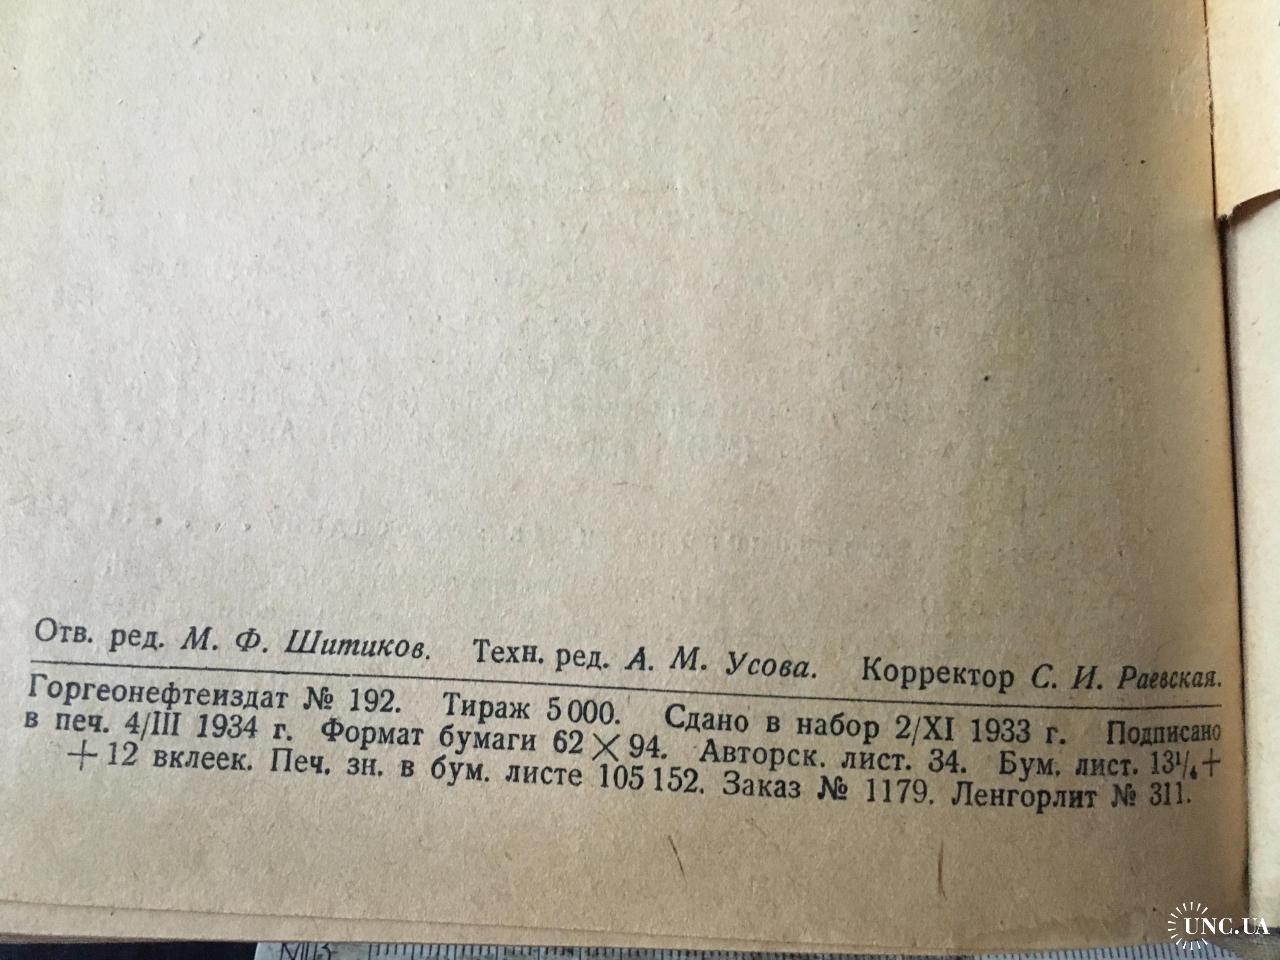 Отв. ред. М. Ф. Шитиков. Техн. ред. А. М. Усова. Корректор С. И. Раевская.
Горгеонефтеиздат № 192. Тираж 5 000. Сдано в набор 2/XI 1933 г. Подписано
в печ. 4/III 1934 г. Формат бумаги 62 × 94. Авторск. лист. 34. Бум. лист. 13¹/₄ +
+ 12 вклеек. Печ. зн. в бум. листе 105 152. Заказ № 1179. Ленгорлит № 311.
UNC.UA